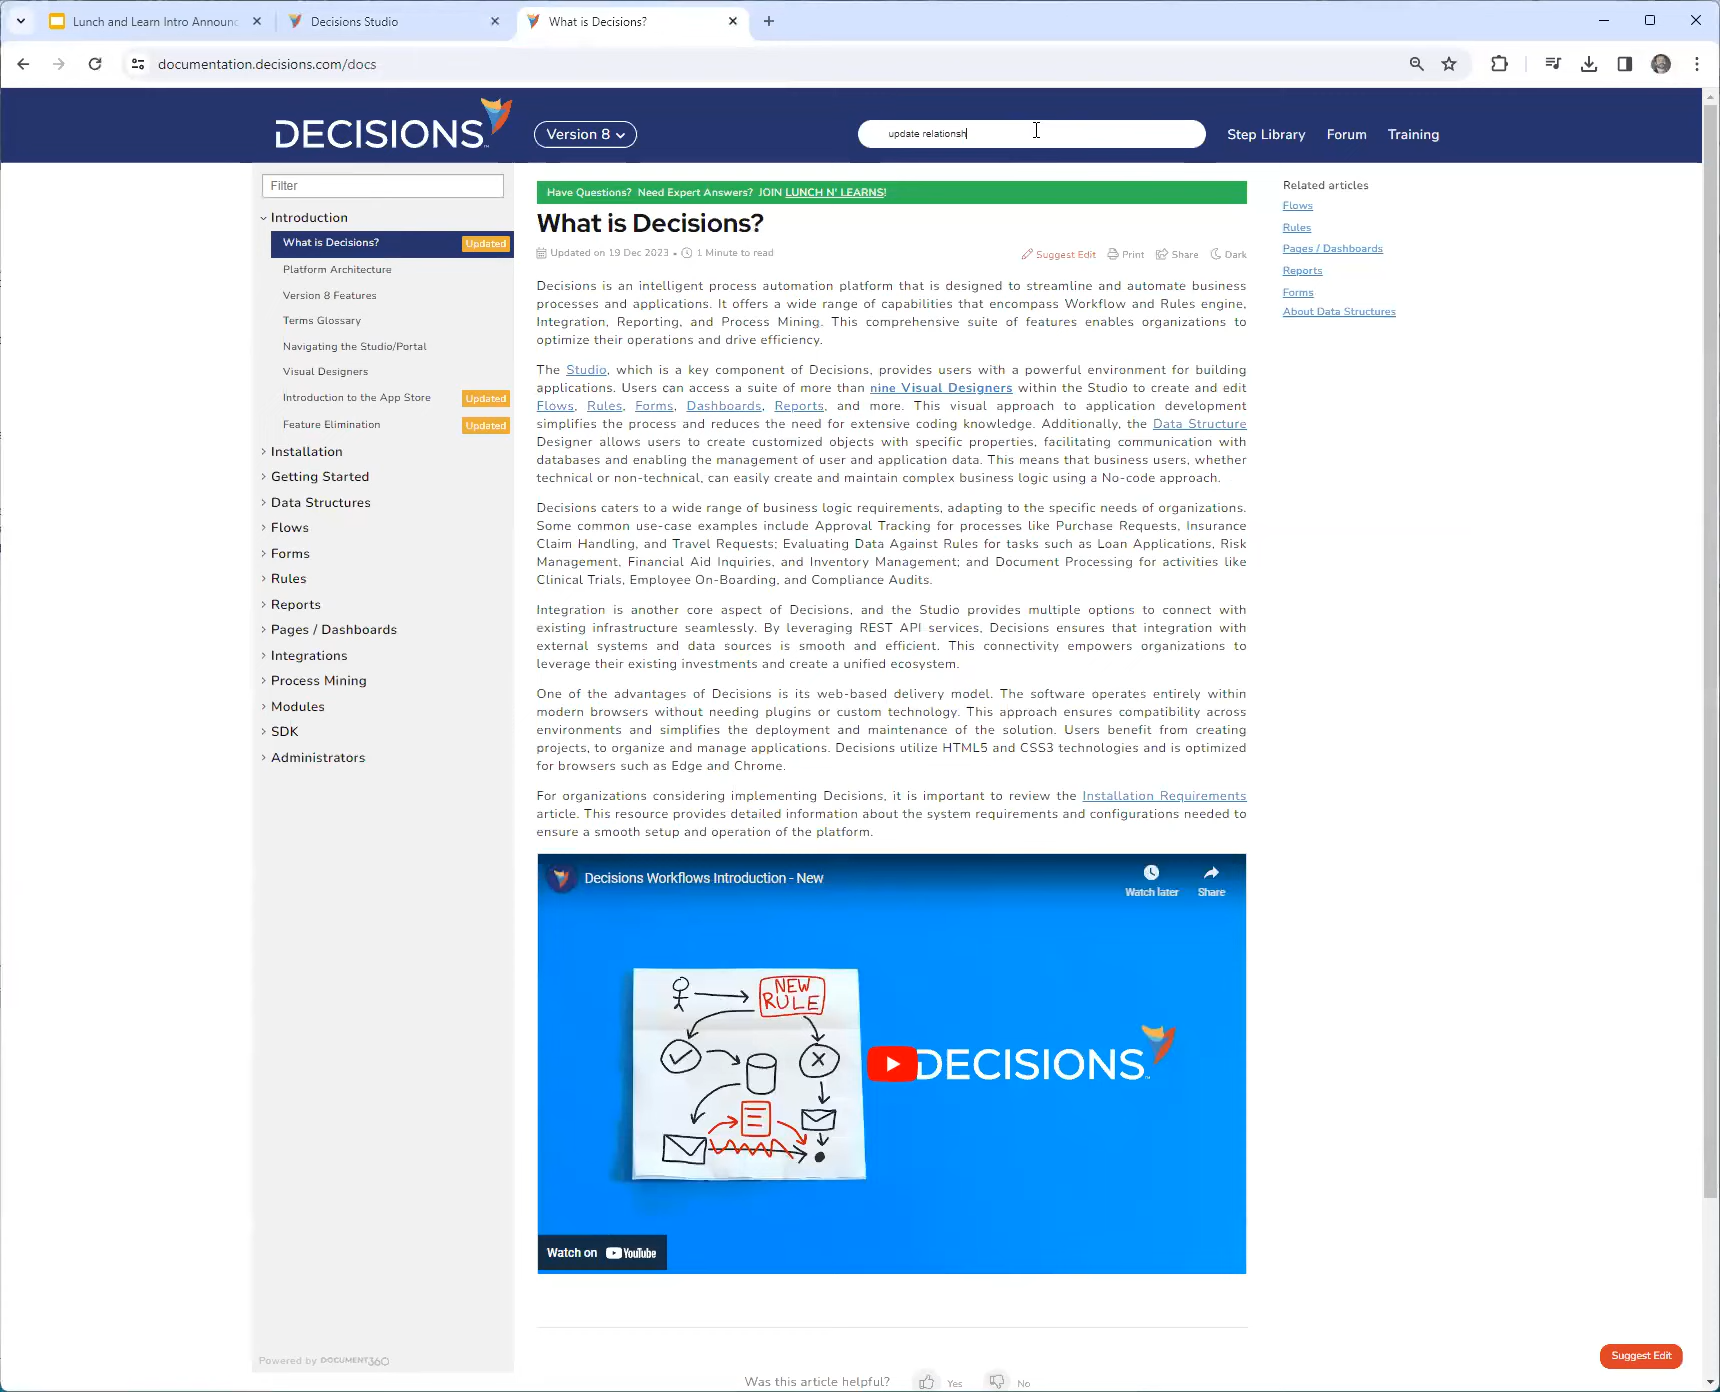 Lunch and Learn Intro Announc
Decisions Studio
What is Decisions?
documentation.decisions.com/docs
DECISIONS
Version 8
update relationsh
Step Library
Forum
Training
Filter
Introduction
What is Decisions?
Updated
Platform Architecture
Version 8 Features
Terms Glossary
Navigating the Studio/Portal
Visual Designers
Introduction to the App Store
Updated
Feature Elimination
Updated
Installation
Getting Started
Data Structures
Flows
Forms
Rules
Reports
Pages / Dashboards
Integrations
Process Mining
Modules
SDK
Administrators
Powered by DOCUMENT360
Have Questions? Need Expert Answers? JOIN LUNCH N' LEARNS!
What is Decisions?
Updated on 19 Dec 2023 • 1 Minute to read
Suggest Edit
Print
Share
Dark
Decisions is an intelligent process automation platform that is designed to streamline and automate business
processes and applications. It offers a wide range of capabilities that encompass Workflow and Rules engine,
Integration, Reporting, and Process Mining. This comprehensive suite of features enables organizations to
optimize their operations and drive efficiency.
The Studio, which is a key component of Decisions, provides users with a powerful environment for building
applications. Users can access a suite of more than nine Visual Designers within the Studio to create and edit
Flows, Rules, Forms, Dashboards, Reports, and more. This visual approach to application development
simplifies the process and reduces the need for extensive coding knowledge. Additionally, the Data Structure
Designer allows users to create customized objects with specific properties, facilitating communication with
databases and enabling the management of user and application data. This means that business users, whether
technical or non-technical, can easily create and maintain complex business logic using a No-code approach.
Decisions caters to a wide range of business logic requirements, adapting to the specific needs of organizations.
Some common use-case examples include Approval Tracking for processes like Purchase Requests, Insurance
Claim Handling, and Travel Requests; Evaluating Data Against Rules for tasks such as Loan Applications, Risk
Management, Financial Aid Inquiries, and Inventory Management; and Document Processing for activities like
Clinical Trials, Employee On-Boarding, and Compliance Audits.
Integration is another core aspect of Decisions, and the Studio provides multiple options to connect with
existing infrastructure seamlessly. By leveraging REST API services, Decisions ensures that integration with
external systems and data sources is smooth and efficient. This connectivity empowers organizations to
leverage their existing investments and create a unified ecosystem.
One of the advantages of Decisions is its web-based delivery model. The software operates entirely within
modern browsers without needing plugins or custom technology. This approach ensures compatibility across
environments and simplifies the deployment and maintenance of the solution. Users benefit from creating
projects, to organize and manage applications. Decisions utilize HTML5 and CSS3 technologies and is optimized
for browsers such as Edge and Chrome.
For organizations considering implementing Decisions, it is important to review the Installation Requirements
article. This resource provides detailed information about the system requirements and configurations needed to
ensure a smooth setup and operation of the platform.
Decisions Workflows Introduction - New
Watch later
Share
NEW
RULE
DECISIONS
Watch on YouTube
Was this article helpful?
Yes
No
Related articles
Flows
Rules
Pages / Dashboards
Reports
Forms
About Data Structures
Suggest Edit